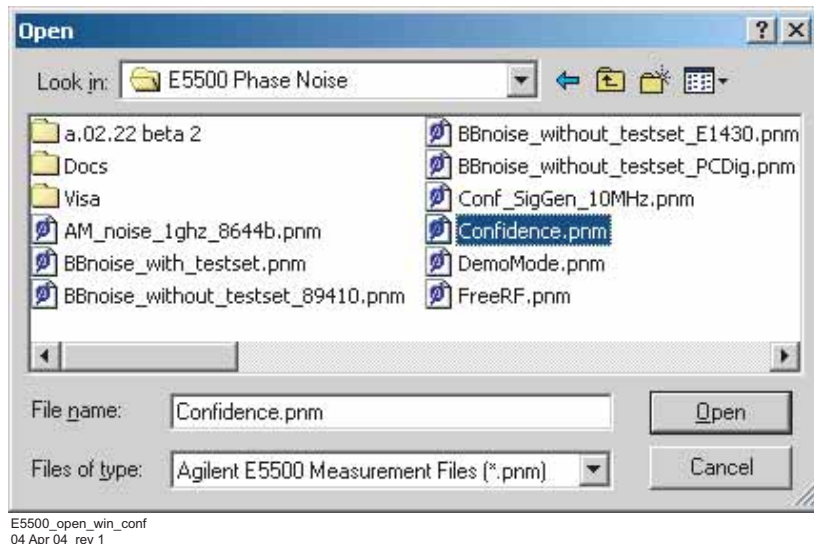 Open
Look in: E5500 Phase Noise
a.02.22 beta 2
Docs
Visa
AM_noise_1ghz_8644b.pnm
BBnoise_with_testset.pnm
BBnoise_without_testset_89410.pnm
BBnoise_without_testset_E1430.pnm
BBnoise_without_testset_PCDig.pnm
Conf_SigGen_10MHz.pnm
Confidence.pnm
DemoMode.pnm
FreeRF.pnm
File name: Confidence.pnm Open
Files of type: Agilent E5500 Measurement Files (*.pnm) Cancel
E5500_open_win_conf
04 Apr 04 rev 1